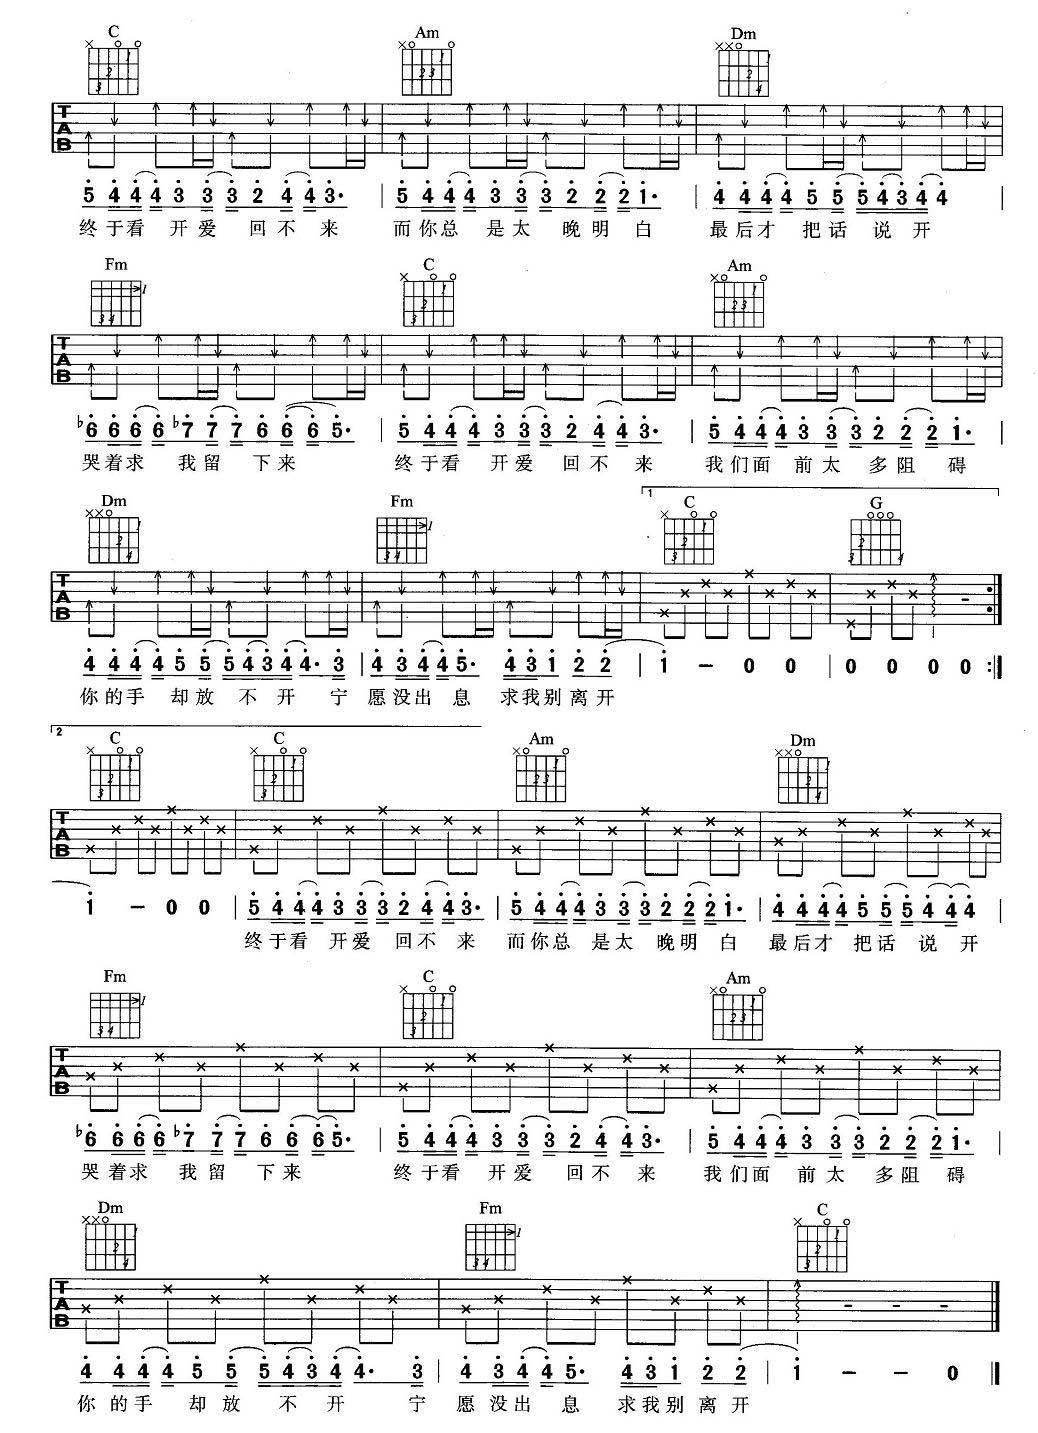 C Am Dm
5 4 4 4 3 3 3 2 4 4 3· | 5 4 4 4 3 3 3 2 2 2 1· | 4 4 4 4 5 5 5 4 3 4 4 |
终于看 开爱 回不来 而你总 是太 晚明白 最后才 把话 说开
Fm C Am
♭6 6 6 6 ♭7 7 7 6 6 6 5· | 5 4 4 4 3 3 3 2 4 4 3· | 5 4 4 4 3 3 3 2 2 2 1· |
哭着求 我留 下来 终于看 开爱 回不来 我们面 前太 多阻碍
Dm Fm 1 C G
4 4 4 4 5 5 5 4 3 4 4· 3 | 4 3 4 4 5· 4 3 1 2 2 | 1 - 0 0 | 0 0 0 0 :||
你的手 却放 不开 宁 愿没出息 求我别离开
2 C C Am Dm
1 - 0 0 | 5 4 4 4 3 3 3 2 4 4 3· | 5 4 4 4 3 3 3 2 2 2 1· | 4 4 4 4 5 5 5 4 4 4 |
终于看 开爱 回不来 而你总 是太 晚明白 最后才 把话 说开
Fm C Am
♭6 6 6 6 ♭7 7 7 6 6 6 5· | 5 4 4 4 3 3 3 2 4 4 3· | 5 4 4 4 3 3 3 2 2 2 1· |
哭着求 我留 下来 终于看 开爱 回不来 我们面 前太 多阻碍
Dm Fm C
4 4 4 4 5 5 5 4 3 4 4· 3 | 4 3 4 4 5· 4 3 1 2 2 | 1 - - 0 ||
你的手 却放 不开 宁 愿没出息 求我别离开